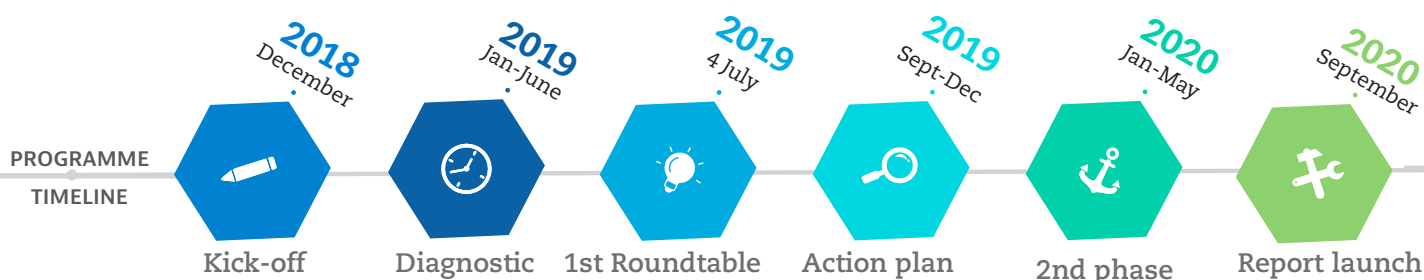 PROGRAMME
TIMELINE
2018
December
Kick-off
2019
Jan-June
Diagnostic
2019
4 July
1st Roundtable
2019
Sept-Dec
Action plan
2020
Jan-May
2nd phase
2020
September
Report launch